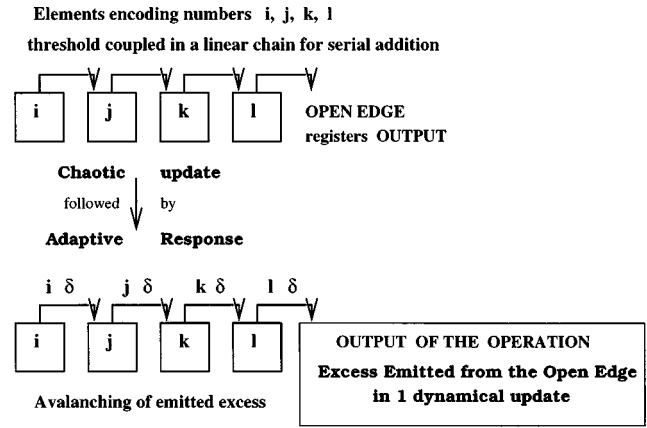 Elements encoding numbers i, j, k, l
threshold coupled in a linear chain for serial addition
i j k l OPEN EDGE
registers OUTPUT
Chaotic update
followed by
Adaptive Response
i δ j δ k δ l δ
i j k l
OUTPUT OF THE OPERATION
Excess Emitted from the Open Edge
in 1 dynamical update
Avalanching of emitted excess